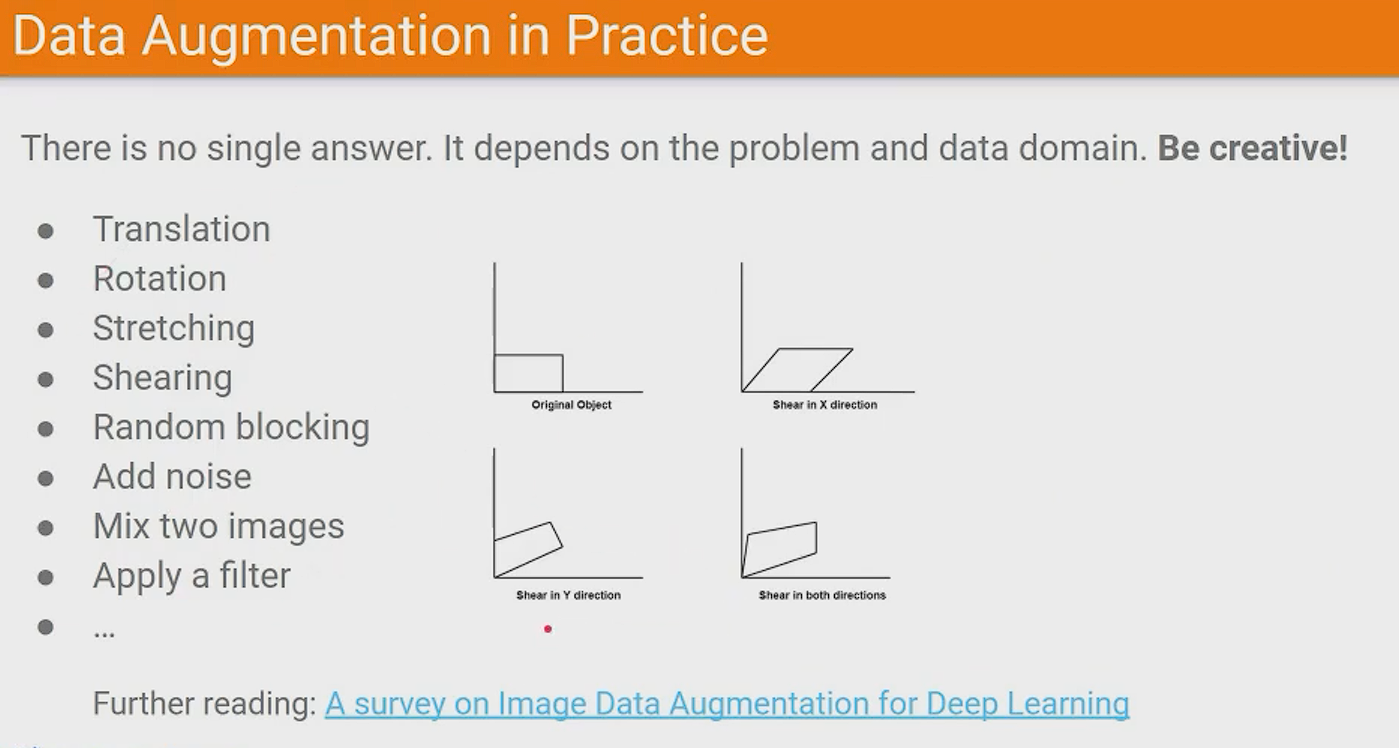 Data Augmentation in Practice
There is no single answer. It depends on the problem and data domain. Be creative!
Translation
Rotation
Stretching
Shearing
Random blocking
Add noise
Mix two images
Apply a filter
...
Original Object
Shear in X direction
Shear in Y direction
Shear in both directions
Further reading: A survey on Image Data Augmentation for Deep Learning